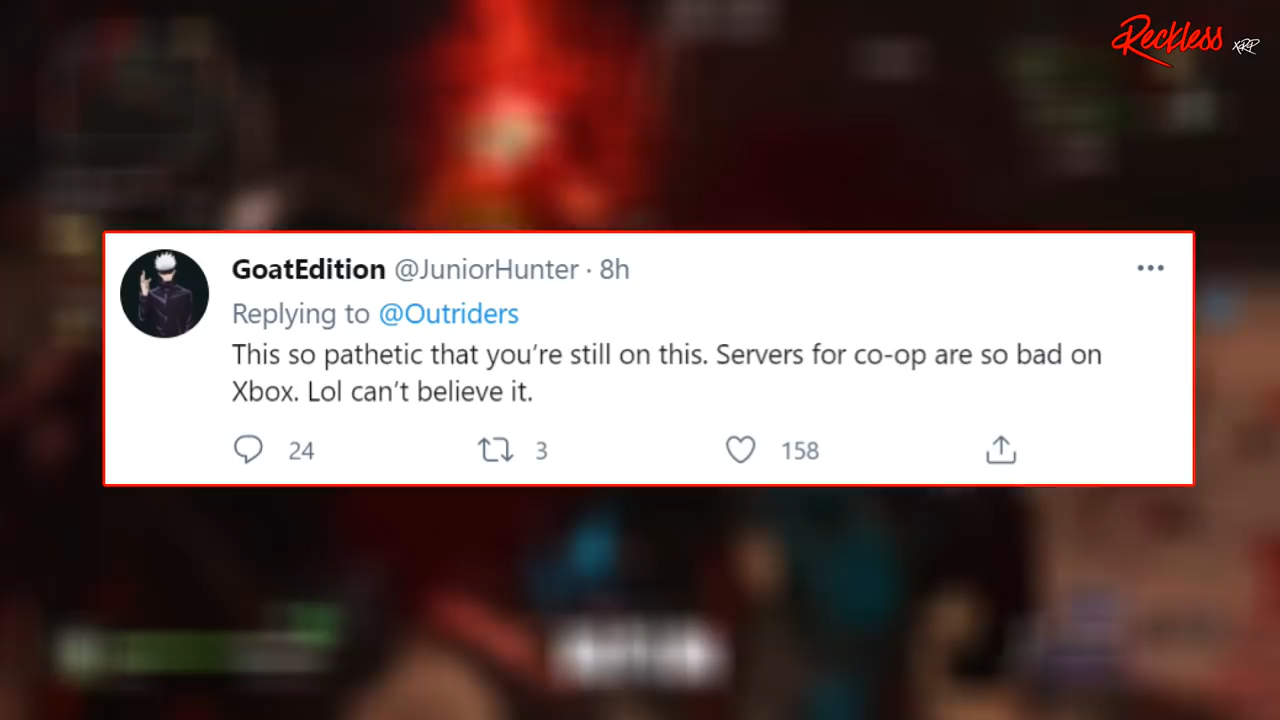 Reckless XRP
GoatEdition @JuniorHunter · 8h
Replying to @Outriders
This so pathetic that you’re still on this. Servers for co-op are so bad on
Xbox. Lol can’t believe it.
24 3 158